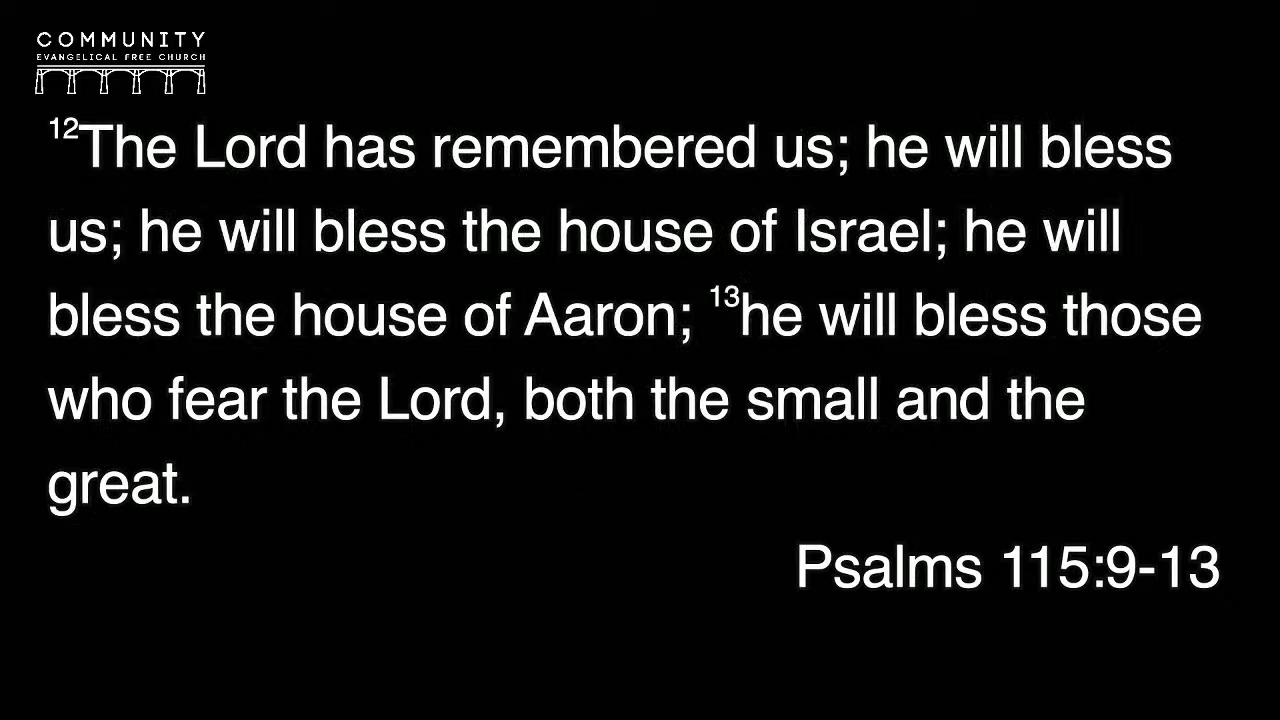 COMMUNITY
EVANGELICAL FREE CHURCH
12The Lord has remembered us; he will bless
us; he will bless the house of Israel; he will
bless the house of Aaron; 13he will bless those
who fear the Lord, both the small and the
great.
Psalms 115:9-13